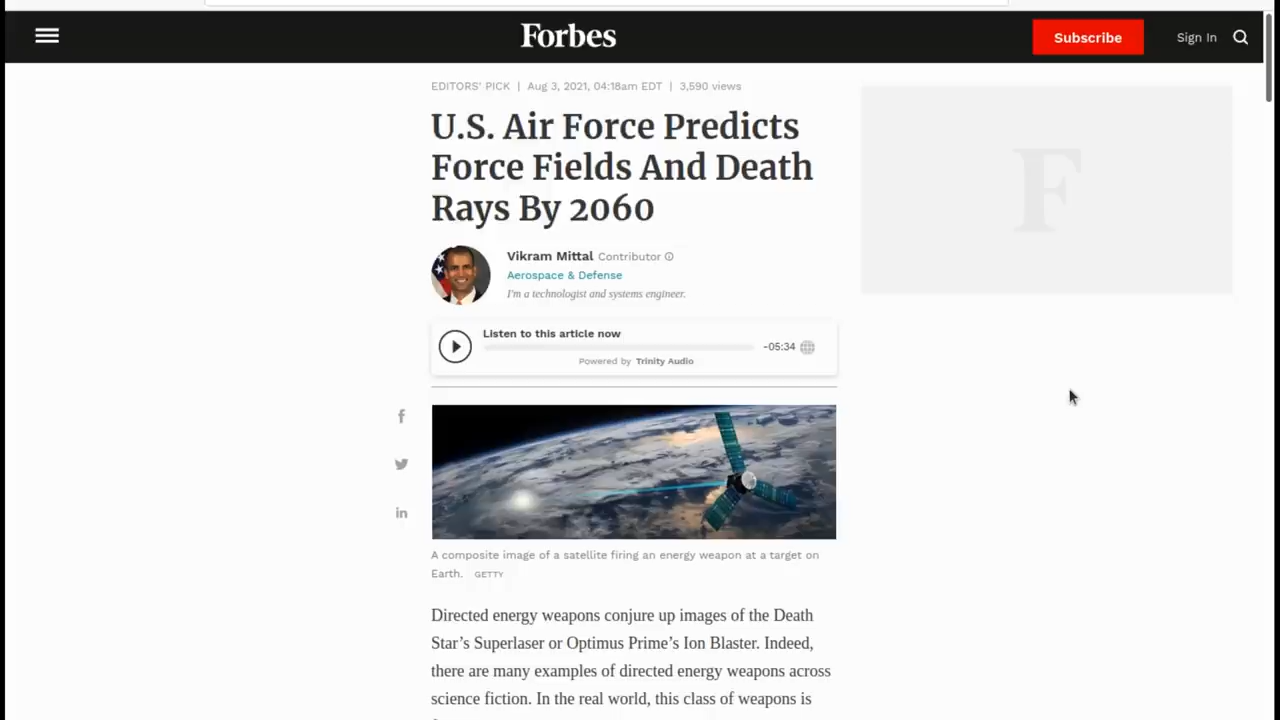 Forbes
Subscribe
Sign In
EDITORS' PICK | Aug 3, 2021, 04:18am EDT | 3,590 views
U.S. Air Force Predicts
Force Fields And Death
Rays By 2060
Vikram Mittal Contributor
Aerospace & Defense
I'm a technologist and systems engineer.
Listen to this article now
-05:34
Powered by Trinity Audio
A composite image of a satellite firing an energy weapon at a target on
Earth. GETTY
Directed energy weapons conjure up images of the Death
Star’s Superlaser or Optimus Prime’s Ion Blaster. Indeed,
there are many examples of directed energy weapons across
science fiction. In the real world, this class of weapons is